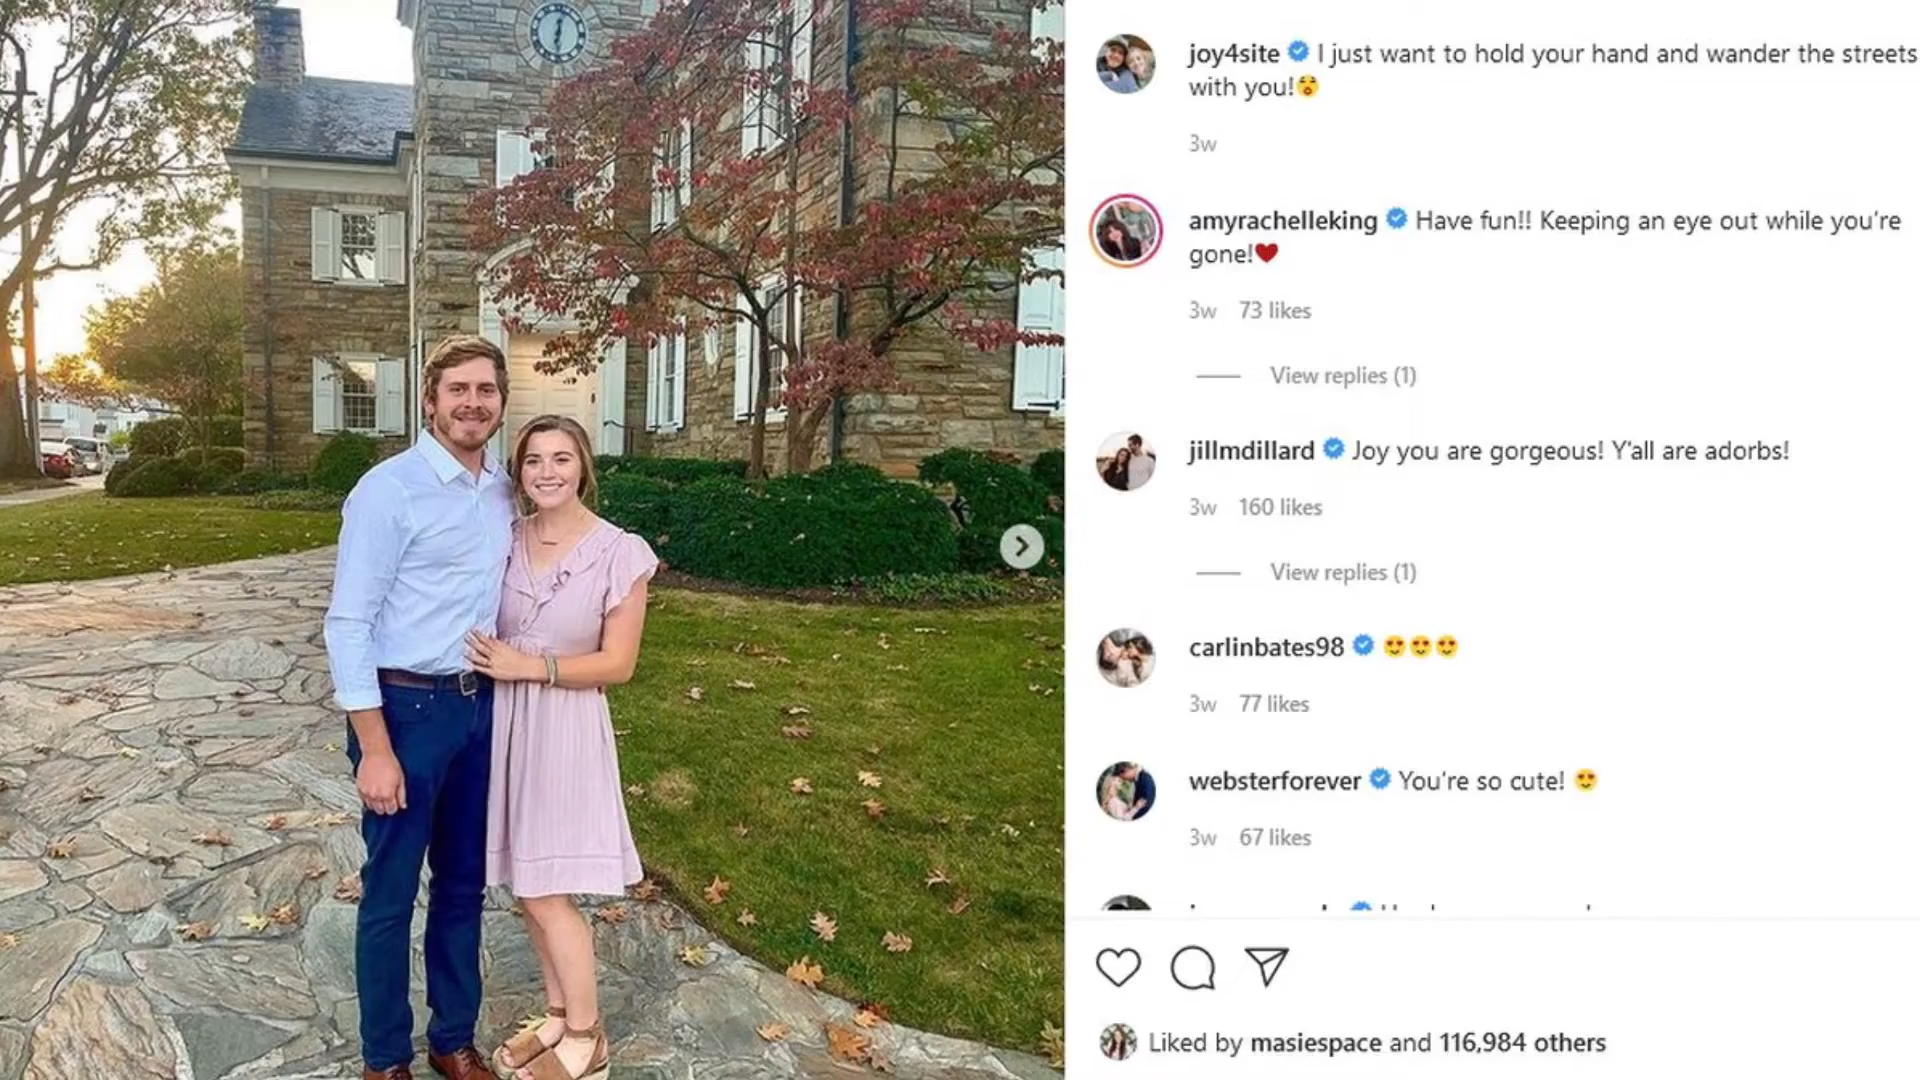 joy4site I just want to hold your hand and wander the streets
with you!😲
3w
amyrachelleking Have fun!! Keeping an eye out while you're
gone!❤️
3w 73 likes
View replies (1)
jillmdillard Joy you are gorgeous! Y'all are adorbs!
3w 160 likes
View replies (1)
carlinbates98 😍😍😍
3w 77 likes
websterforever You're so cute! 😍
3w 67 likes
Liked by masiespace and 116,984 others